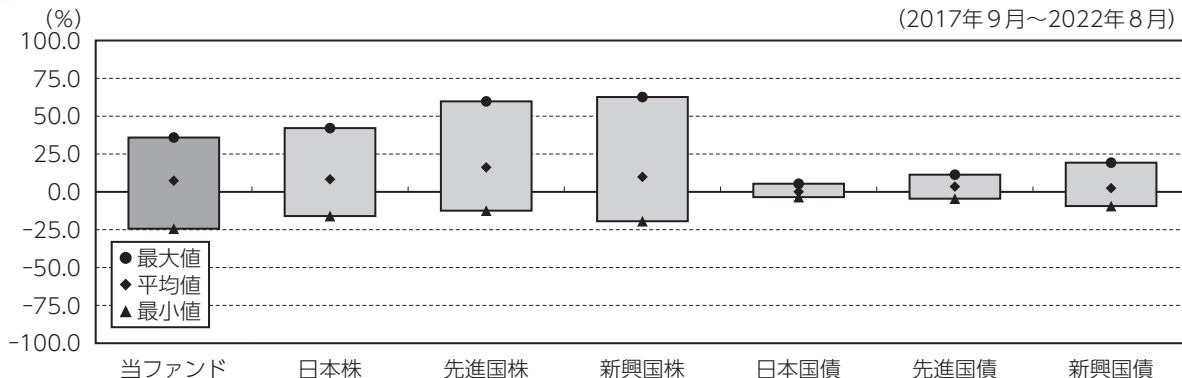 (%)
(2017年9月~2022年8月)
100.0
75.0
50.0
25.0
0.0
-25.0
-50.0
-75.0
-100.0
●最大値
◆平均値
▲最小値
当ファンド 日本株 先進国株 新興国株 日本国債 先進国債 新興国債